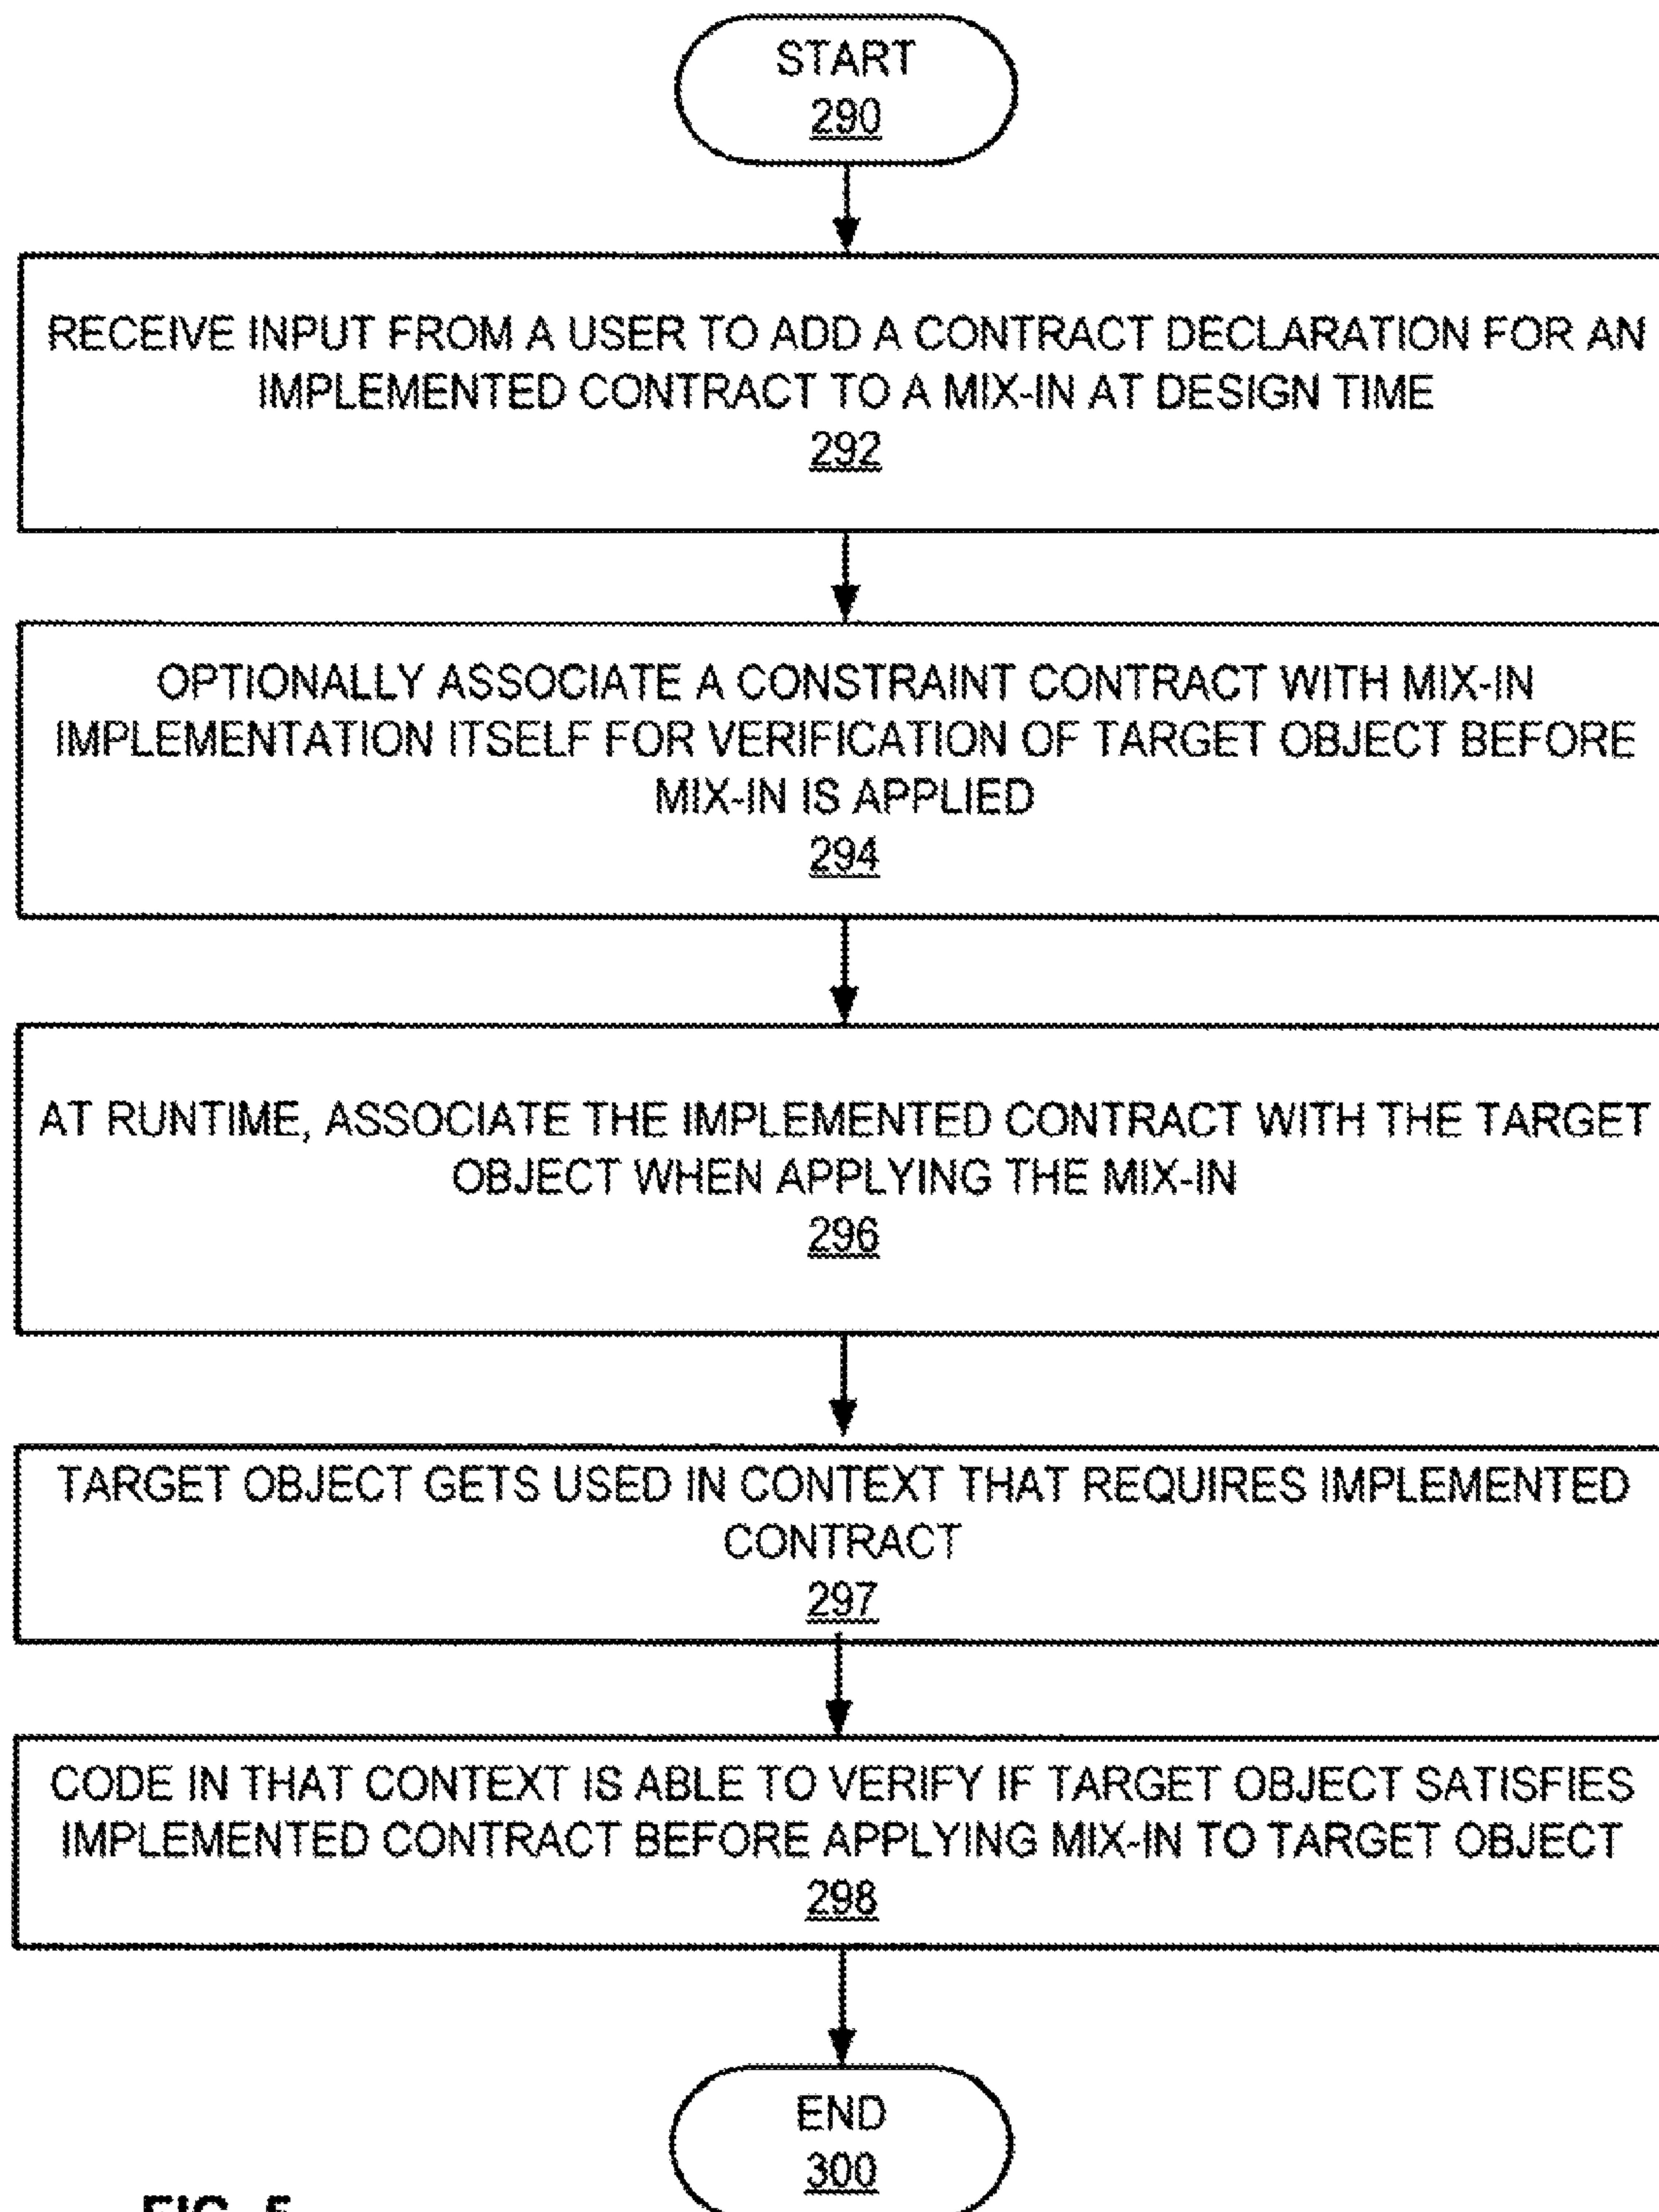 START
290
RECEIVE INPUT FROM A USER TO ADD A CONTRACT DECLARATION FOR AN
IMPLEMENTED CONTRACT TO A MIX-IN AT DESIGN TIME
292
OPTIONALLY ASSOCIATE A CONSTRAINT CONTRACT WITH MIX-IN
IMPLEMENTATION ITSELF FOR VERIFICATION OF TARGET OBJECT BEFORE
MIX-IN IS APPLIED
294
AT RUNTIME, ASSOCIATE THE IMPLEMENTED CONTRACT WITH THE TARGET
OBJECT WHEN APPLYING THE MIX-IN
296
TARGET OBJECT GETS USED IN CONTEXT THAT REQUIRES IMPLEMENTED
CONTRACT
297
CODE IN THAT CONTEXT IS ABLE TO VERIFY IF TARGET OBJECT SATISFIES
IMPLEMENTED CONTRACT BEFORE APPLYING MIX-IN TO TARGET OBJECT
298
END
300
FIG. 5